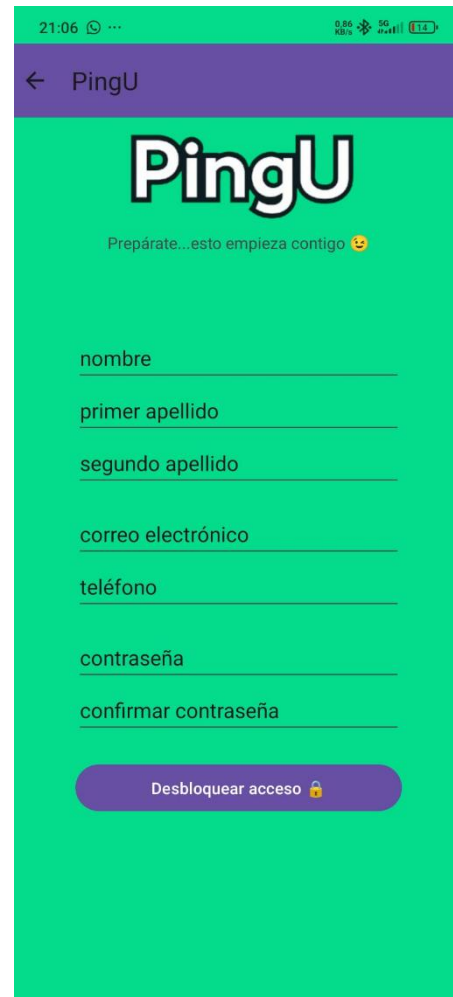 21:06
0,86 KB/s 5G 14
PingU
PingU
Prepárate...esto empieza contigo 😉
nombre
primer apellido
segundo apellido
correo electrónico
teléfono
contraseña
confirmar contraseña
Desbloquear acceso 🔒